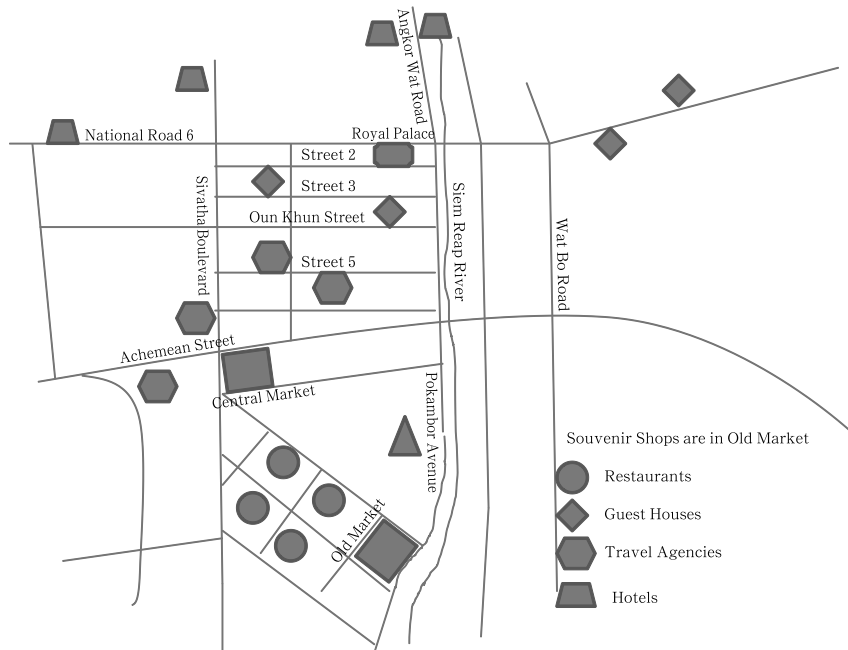 Angkor Wat Road
National Road 6
Royal Palace
Street 2
Street 3
Sivatha Boulevard
Siem Reap River
Oun Khun Street
Wat Bo Road
Street 5
Achemean Street
Central Market
Pokambor Avenue
Old Market
Souvenir Shops are in Old Market
Restaurants
Guest Houses
Travel Agencies
Hotels